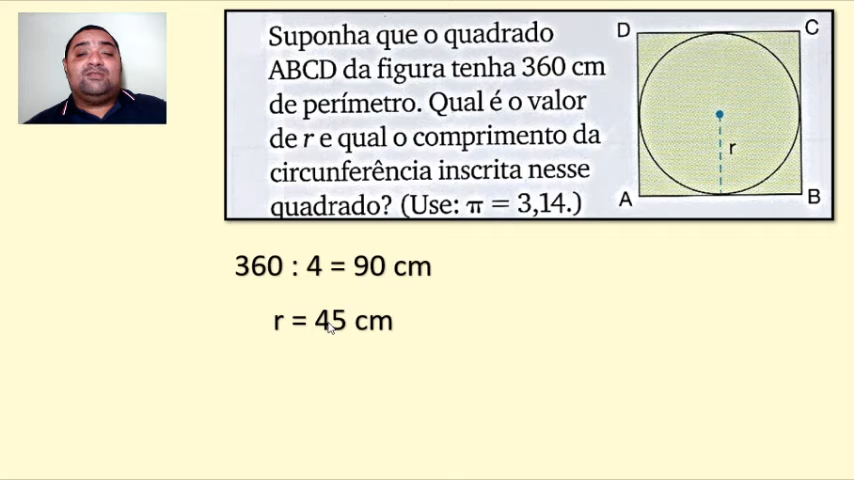 Suponha que o quadrado
ABCD da figura tenha 360 cm
de perímetro. Qual é o valor
de r e qual o comprimento da
circunferência inscrita nesse
quadrado? (Use: π = 3,14.)
D
C
r
A
B
360 : 4 = 90 cm
r = 45 cm